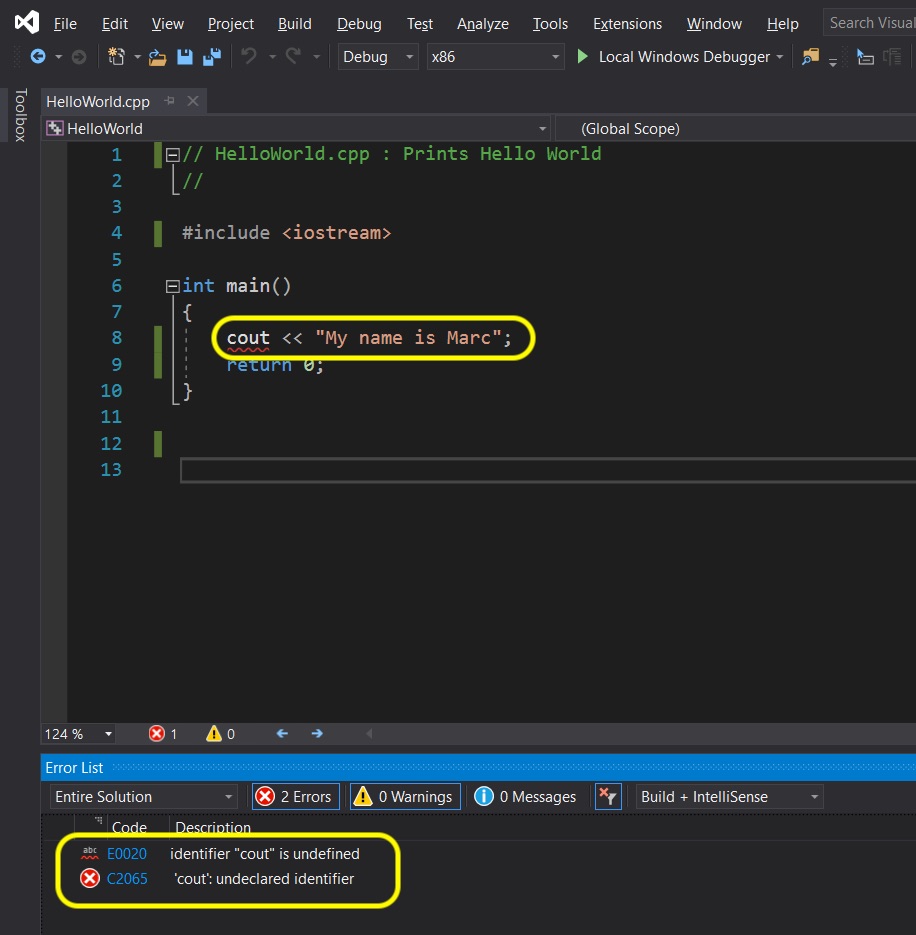 File Edit View Project Build Debug Test Analyze Tools Extensions Window Help Search Visual
Debug x86 Local Windows Debugger
Toolbox
HelloWorld.cpp
HelloWorld (Global Scope)
1 // HelloWorld.cpp : Prints Hello World
2 //
3
4 #include <iostream>
5
6 int main()
7 {
8 cout << "My name is Marc";
9 return 0;
10 }
11
12
13
124 % 1 0
Error List
Entire Solution 2 Errors 0 Warnings 0 Messages Build + IntelliSense
Code Description
abc E0020 identifier "cout" is undefined
C2065 'cout': undeclared identifier